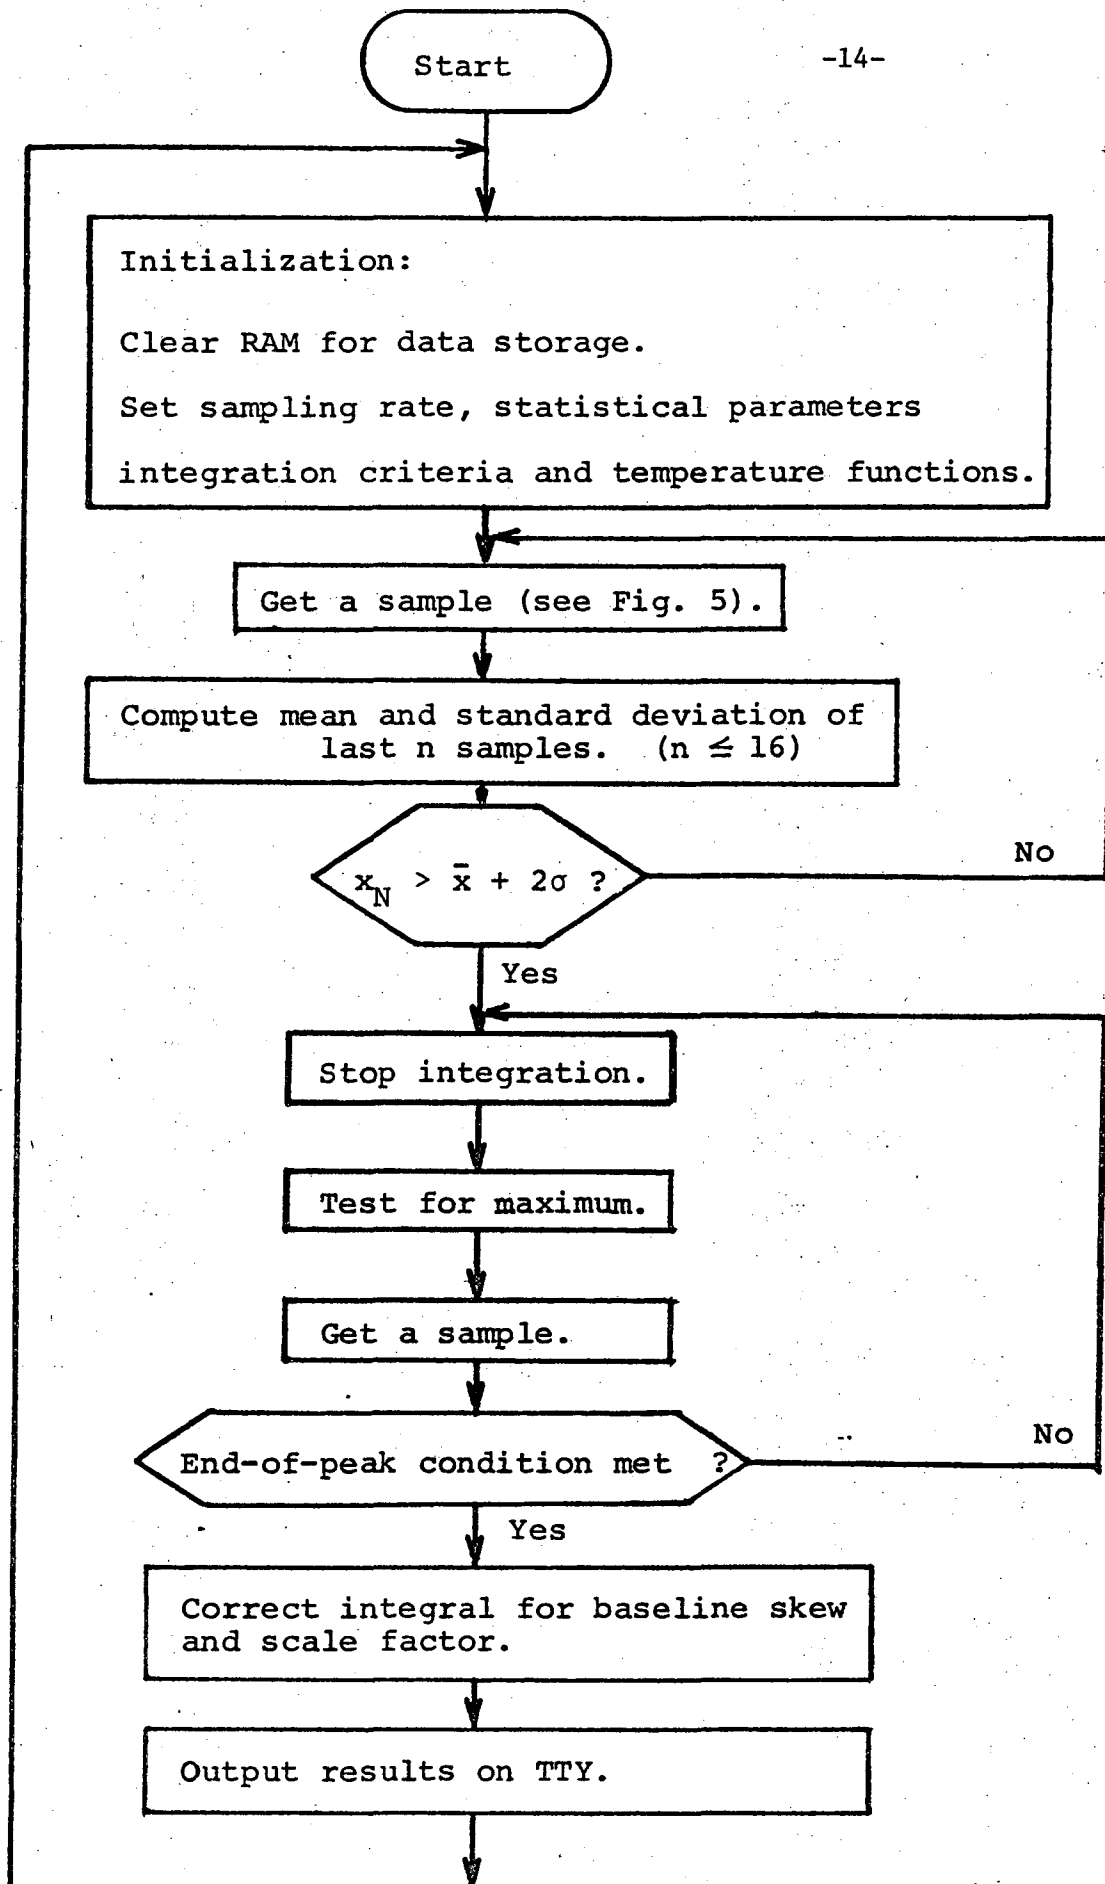 Start
-14-
Initialization:
Clear RAM for data storage.
Set sampling rate, statistical parameters
integration criteria and temperature functions.
Get a sample (see Fig. 5).
Compute mean and standard deviation of
last n samples. (n ≦ 16)
x_N > x̄ + 2σ ?
No
Yes
Stop integration.
Test for maximum.
Get a sample.
End-of-peak condition met ?
No
Yes
Correct integral for baseline skew
and scale factor.
Output results on TTY.